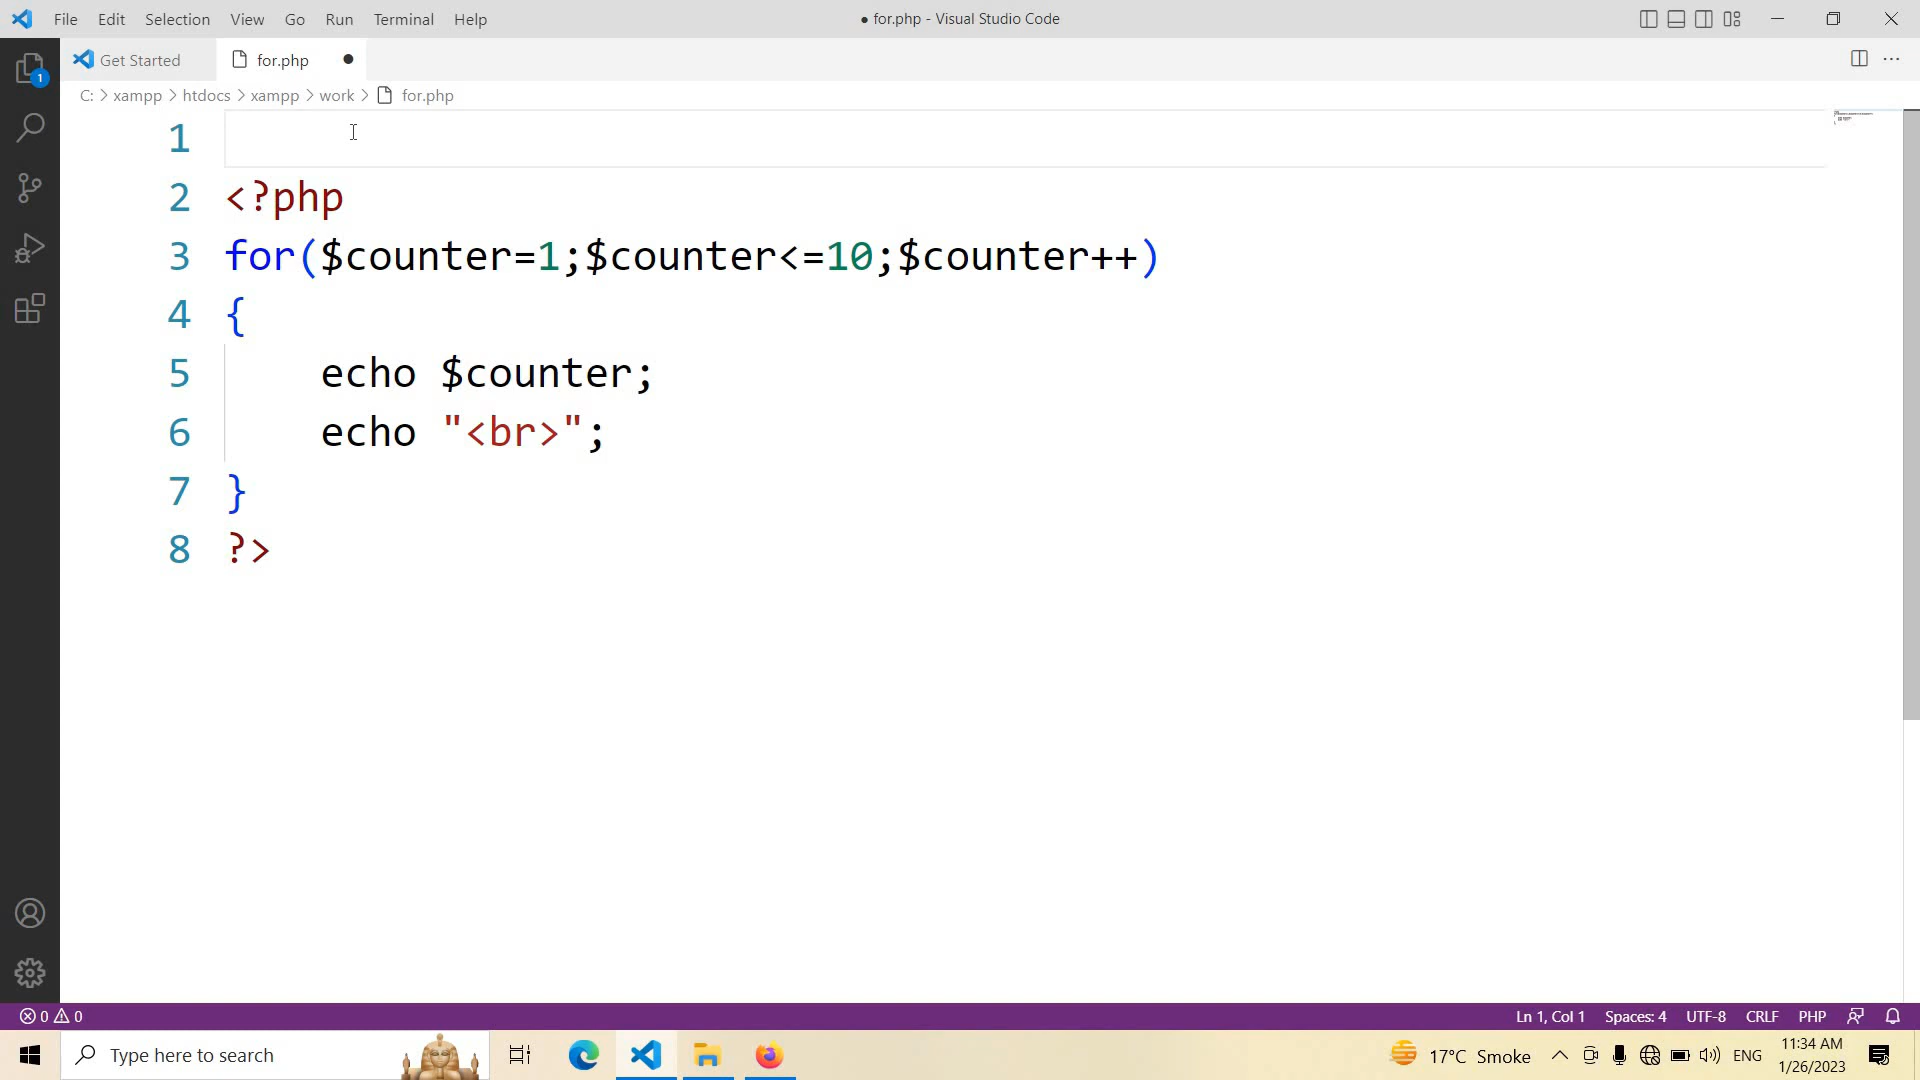 File Edit Selection View Go Run Terminal Help
● for.php - Visual Studio Code
Get Started
for.php ●
C: > xampp > htdocs > xampp > work > for.php
1
2 <?php
3 for($counter=1;$counter<=10;$counter++)
4 {
5     echo $counter;
6     echo "<br>";
7 }
8 ?>
1
0 0
Ln 1, Col 1 Spaces: 4 UTF-8 CRLF PHP
Type here to search
17°C Smoke
ENG
11:34 AM
1/26/2023